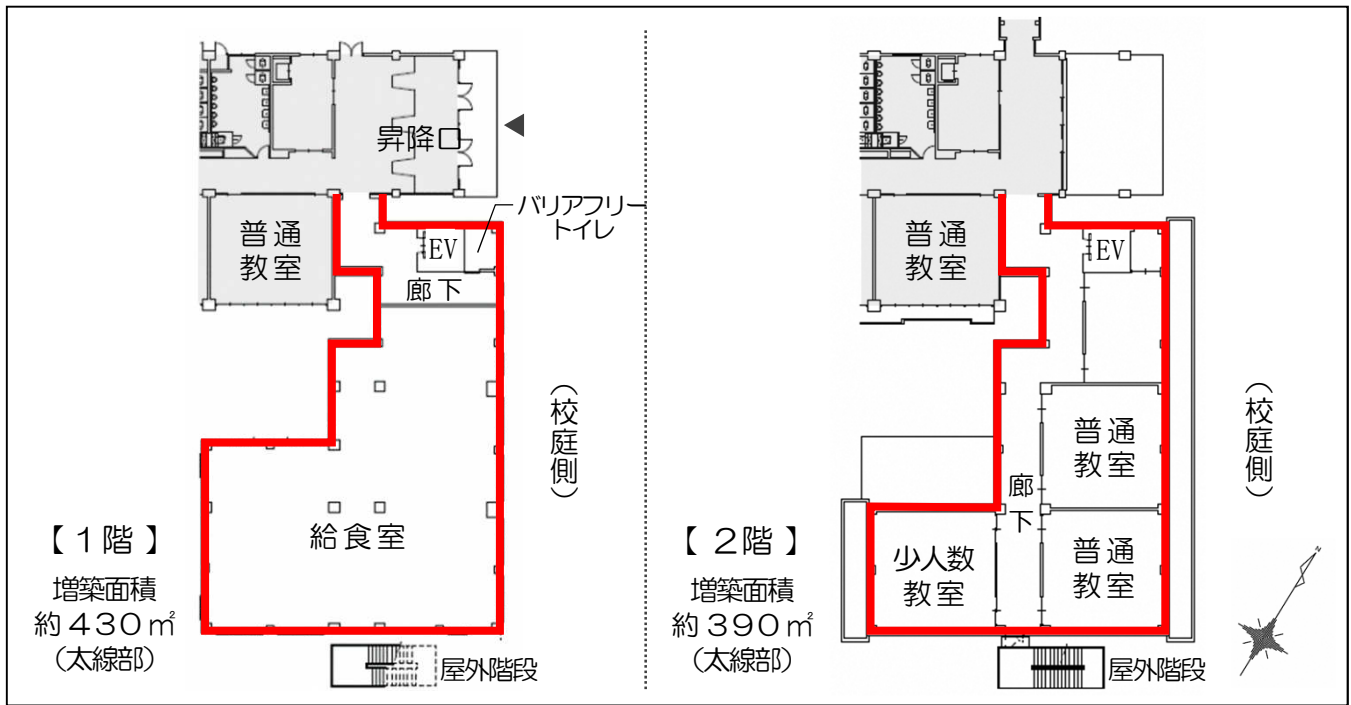 昇降口
バリアフリー
トイレ
普通
教室
EV
廊下
(校庭側)
給食室
【1階】
増築面積
約430㎡
(太線部)
屋外階段
普通
教室
EV
普通
教室
(校庭側)
廊下
少人数
教室
普通
教室
【2階】
増築面積
約390㎡
(太線部)
屋外階段
N